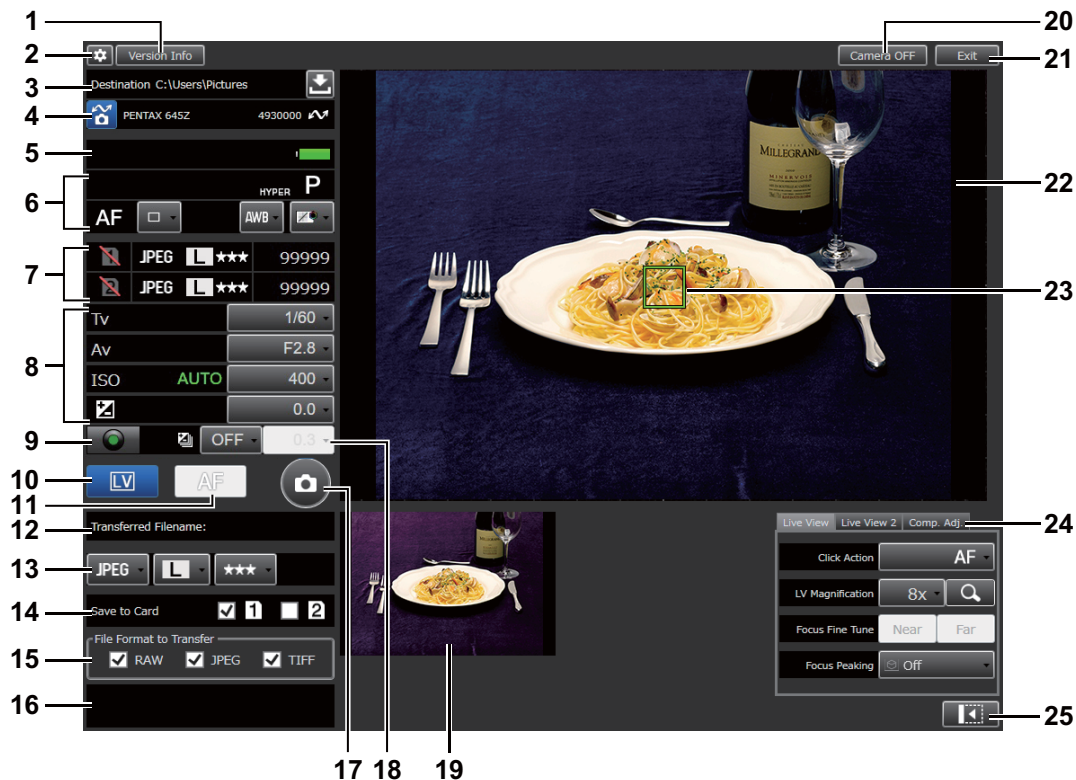 1
20
2
Version Info
Camera OFF
Exit
21
3
Destination C:\Users\Pictures
4
PENTAX 645Z
4930000
5
MILLEGRAND
MINERVOIS
22
6
HYPER P
AF
AWB
7
1 JPEG L ★★★ 99999
2 JPEG L ★★★ 99999
23
8
Tv 1/60
Av F2.8
ISO AUTO 400
0.0
9
OFF 0.3
10
LV
AF
11
12
Transferred Filename:
24
Live View Live View 2 Comp. Adj.
13
JPEG L ★★★
Click Action AF
14
Save to Card 1 2
LV Magnification 8x
15
File Format to Transfer
RAW JPEG TIFF
Focus Fine Tune Near Far
Focus Peaking Off
16
25
17 18 19